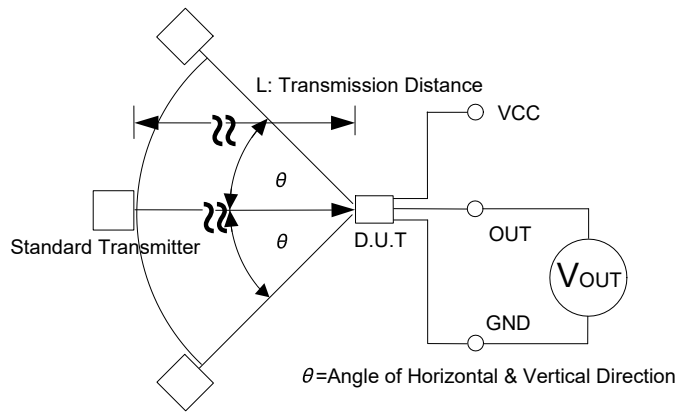 L: Transmission Distance
VCC
θ
Standard Transmitter
D.U.T
OUT
θ
VOUT
GND
θ=Angle of Horizontal & Vertical Direction